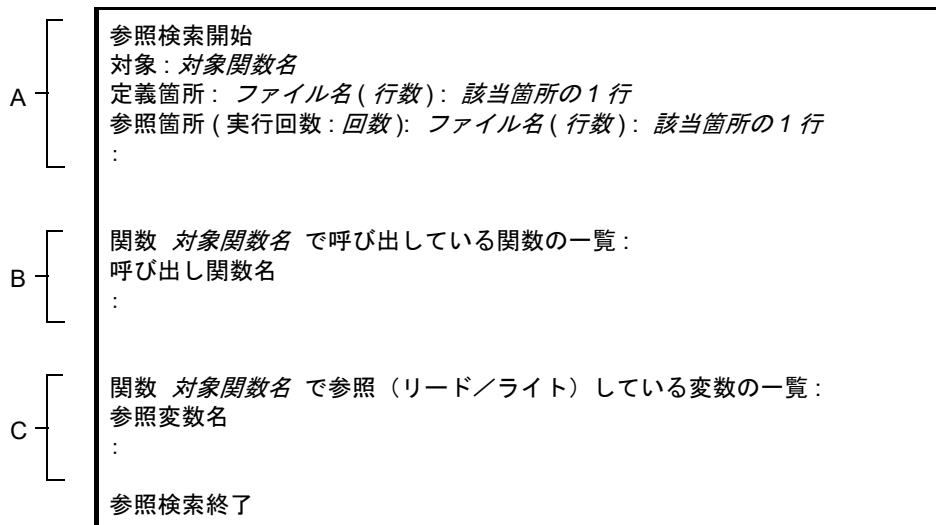 参照検索開始
対象 : 対象関数名
定義箇所 : ファイル名 ( 行数 ) : 該当箇所の 1 行
A
参照箇所 ( 実行回数 : 回数 ): ファイル名 ( 行数 ) : 該当箇所の 1 行
:
関数 対象関数名 で呼び出している関数の一覧 :
B
呼び出し関数名
:
関数 対象関数名 で参照（リード／ライト）している変数の一覧 :
参照変数名
C
:
参照検索終了